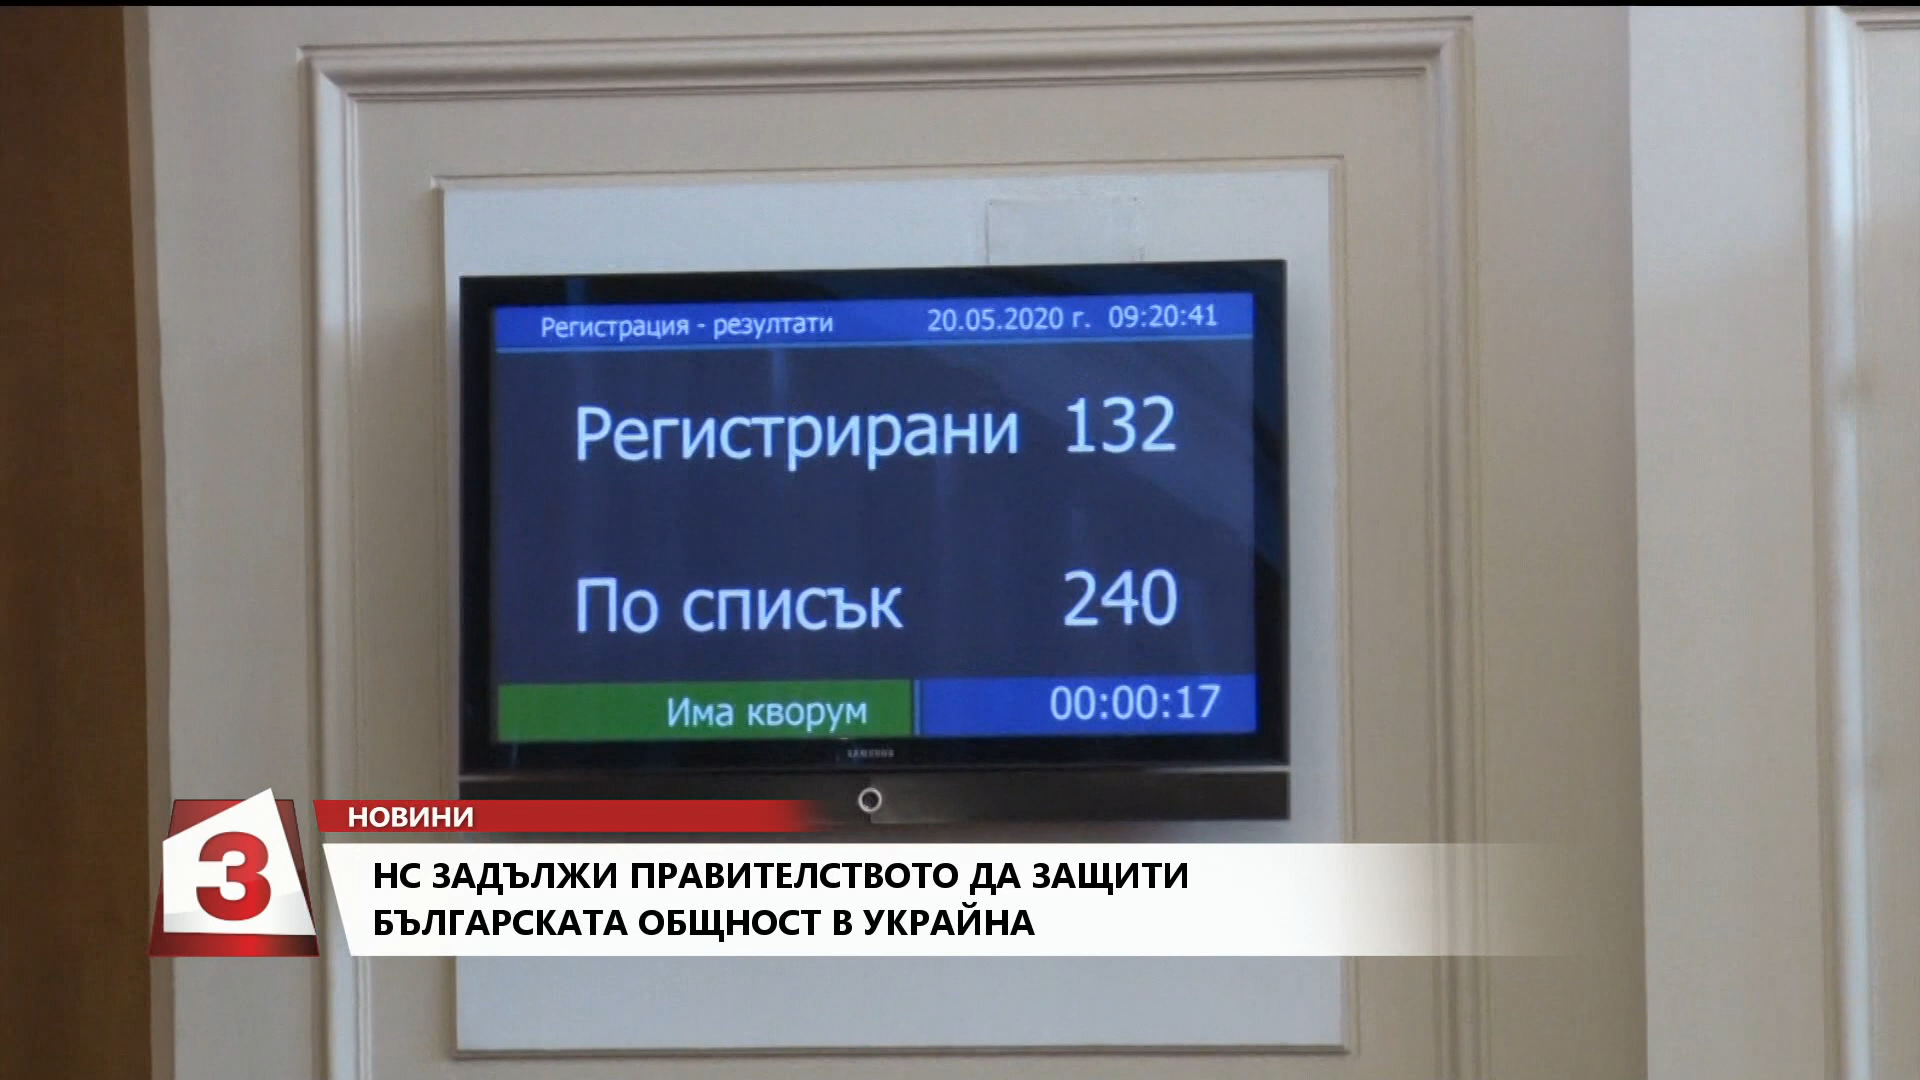 Регистрация - резултати 20.05.2020 г. 09:20:41
Регистрирани 132
По списък 240
Има кворум 00:00:17
SAMSUNG
3
НОВИНИ
НС ЗАДЪЛЖИ ПРАВИТЕЛСТВОТО ДА ЗАЩИТИ
БЪЛГАРСКАТА ОБЩНОСТ В УКРАЙНА